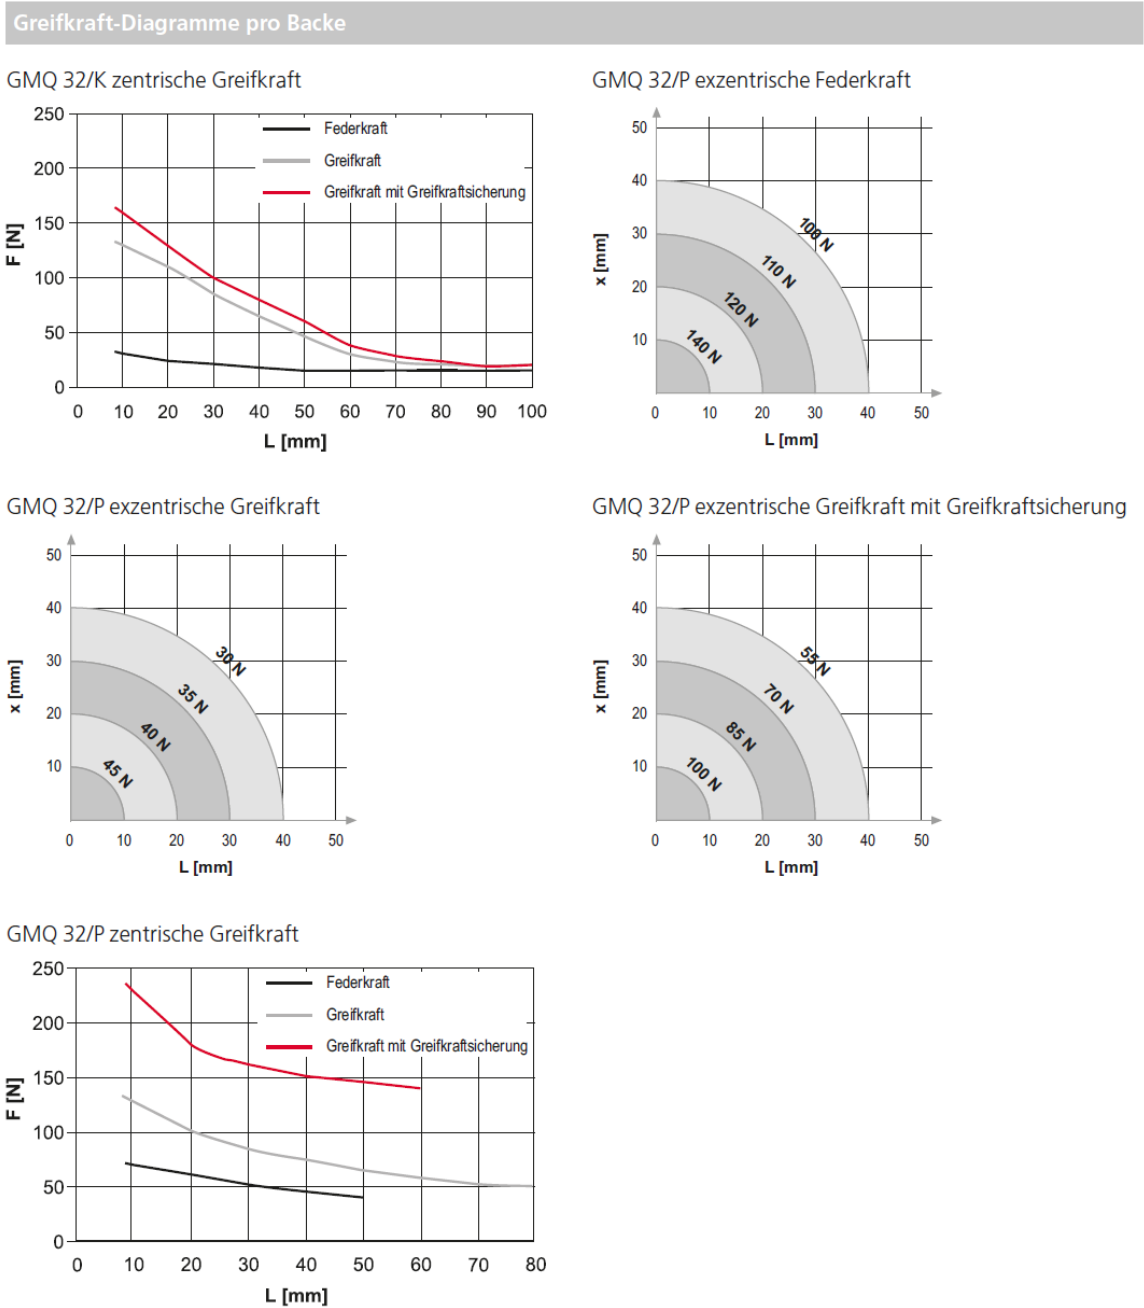 Greifkraft-Diagramme pro Backe
GMQ 32/K zentrische Greifkraft
F [N]
250
200
150
100
50
0
Federkraft
Greifkraft
Greifkraft mit Greifkraftsicherung
0 10 20 30 40 50 60 70 80 90 100
L [mm]
GMQ 32/P exzentrische Federkraft
x [mm]
50
40
30
20
10
100 N
110 N
120 N
140 N
0 10 20 30 40 50
L [mm]
GMQ 32/P exzentrische Greifkraft
x [mm]
50
40
30
20
10
30 N
35 N
40 N
45 N
0 10 20 30 40 50
L [mm]
GMQ 32/P exzentrische Greifkraft mit Greifkraftsicherung
x [mm]
50
40
30
20
10
55 N
70 N
85 N
100 N
0 10 20 30 40 50
L [mm]
GMQ 32/P zentrische Greifkraft
F [N]
250
200
150
100
50
0
Federkraft
Greifkraft
Greifkraft mit Greifkraftsicherung
0 10 20 30 40 50 60 70 80
L [mm]